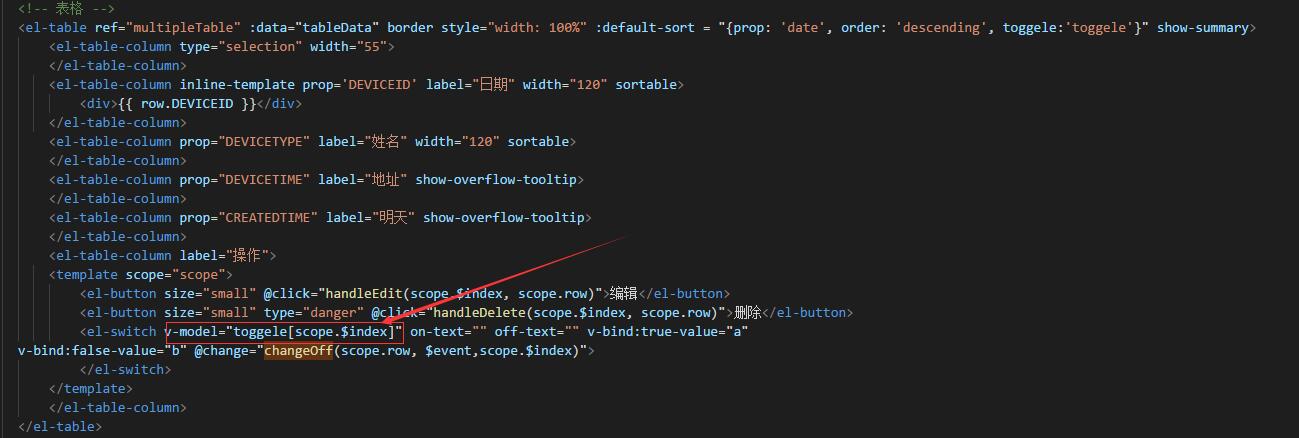 <!-- 表格 -->
<el-table ref="multipleTable" :data="tableData" border style="width: 100%" :default-sort = "{prop: 'date', order: 'descending', toggele:'toggele'}" show-summary>
<el-table-column type="selection" width="55">
</el-table-column>
<el-table-column inline-template prop='DEVICEID' label="日期" width="120" sortable>
<div>{{ row.DEVICEID }}</div>
</el-table-column>
<el-table-column prop="DEVICETYPE" label="姓名" width="120" sortable>
</el-table-column>
<el-table-column prop="DEVICETIME" label="地址" show-overflow-tooltip>
</el-table-column>
<el-table-column prop="CREATEDTIME" label="明天" show-overflow-tooltip>
</el-table-column>
<el-table-column label="操作">
<template scope="scope">
<el-button size="small" @click="handleEdit(scope.$index, scope.row)">编辑</el-button>
<el-button size="small" type="danger" @click="handleDelete(scope.$index, scope.row)">删除</el-button>
<el-switch v-model="toggele[scope.$index]" on-text="" off-text="" v-bind:true-value="a"
v-bind:false-value="b" @change="changeOff(scope.row, $event,scope.$index)">
</el-switch>
</template>
</el-table-column>
</el-table>